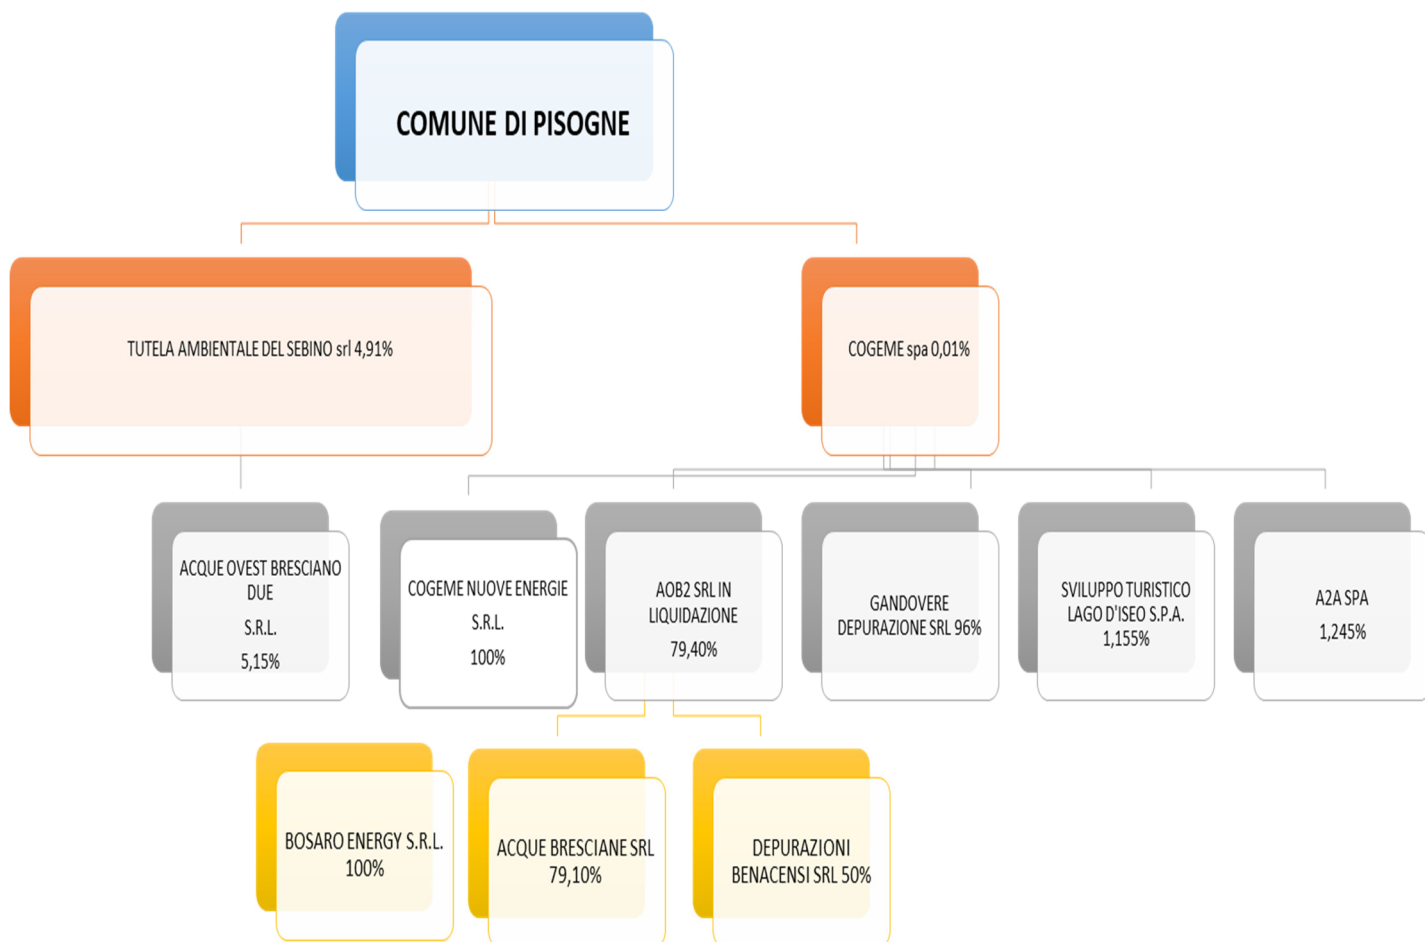 COMUNE DI PISOGNE
TUTELA AMBIENTALE DEL SEBINO srl 4,91%
COGEME spa 0,01%
ACQUE OVEST BRESCIANO
DUE
S.R.L.
5,15%
COGEME NUOVE ENERGIE
S.R.L.
100%
AOB2 SRL IN
LIQUIDAZIONE
79,40%
GANDOVERE
DEPURAZIONE SRL 96%
SVILUPPO TURISTICO
LAGO D'ISEO S.P.A.
1,155%
A2A SPA
1,245%
BOSARO ENERGY S.R.L.
100%
ACQUE BRESCIANE SRL
79,10%
DEPURAZIONI
BENACENSI SRL 50%